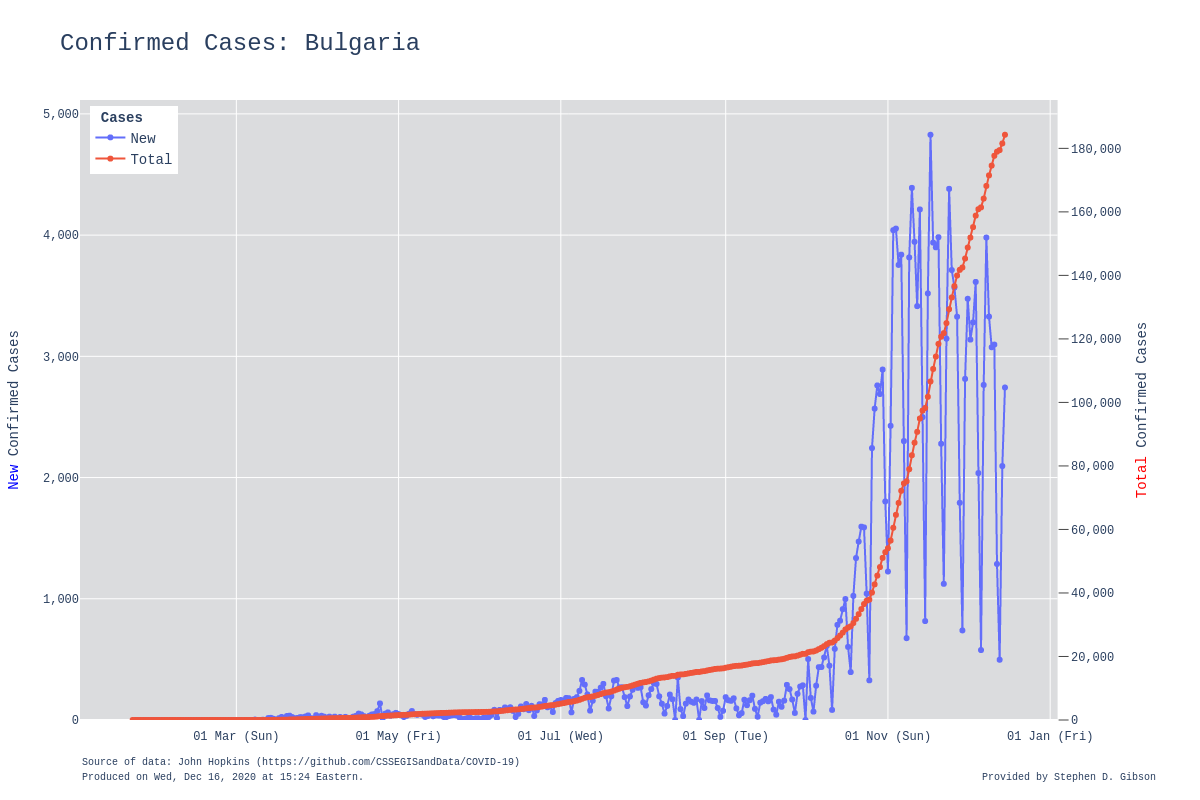 Confirmed Cases: Bulgaria
Cases
New
Total
5,000
4,000
3,000
2,000
1,000
0
New Confirmed Cases
180,000
160,000
140,000
120,000
100,000
80,000
60,000
40,000
20,000
0
Total Confirmed Cases
01 Mar (Sun)
01 May (Fri)
01 Jul (Wed)
01 Sep (Tue)
01 Nov (Sun)
01 Jan (Fri)
Source of data: John Hopkins (https://github.com/CSSEGISandData/COVID-19)
Produced on Wed, Dec 16, 2020 at 15:24 Eastern.
Provided by Stephen D. Gibson